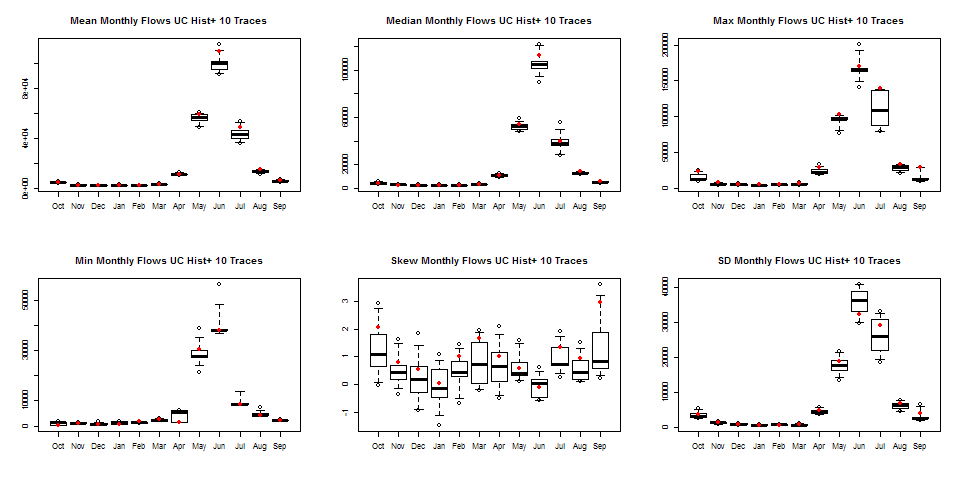 Mean Monthly Flows UC Hist+ 10 Traces
0e+00 4e+04 8e+04
Oct Nov Dec Jan Feb Mar Apr May Jun Jul Aug Sep
Median Monthly Flows UC Hist+ 10 Traces
0 20000 60000 100000
Oct Nov Dec Jan Feb Mar Apr May Jun Jul Aug Sep
Max Monthly Flows UC Hist+ 10 Traces
0 50000 100000 150000 200000
Oct Nov Dec Jan Feb Mar Apr May Jun Jul Aug Sep
Min Monthly Flows UC Hist+ 10 Traces
0 10000 30000 50000
Oct Nov Dec Jan Feb Mar Apr May Jun Jul Aug Sep
Skew Monthly Flows UC Hist+ 10 Traces
-1 0 1 2 3
Oct Nov Dec Jan Feb Mar Apr May Jun Jul Aug Sep
SD Monthly Flows UC Hist+ 10 Traces
0 10000 20000 30000 40000
Oct Nov Dec Jan Feb Mar Apr May Jun Jul Aug Sep